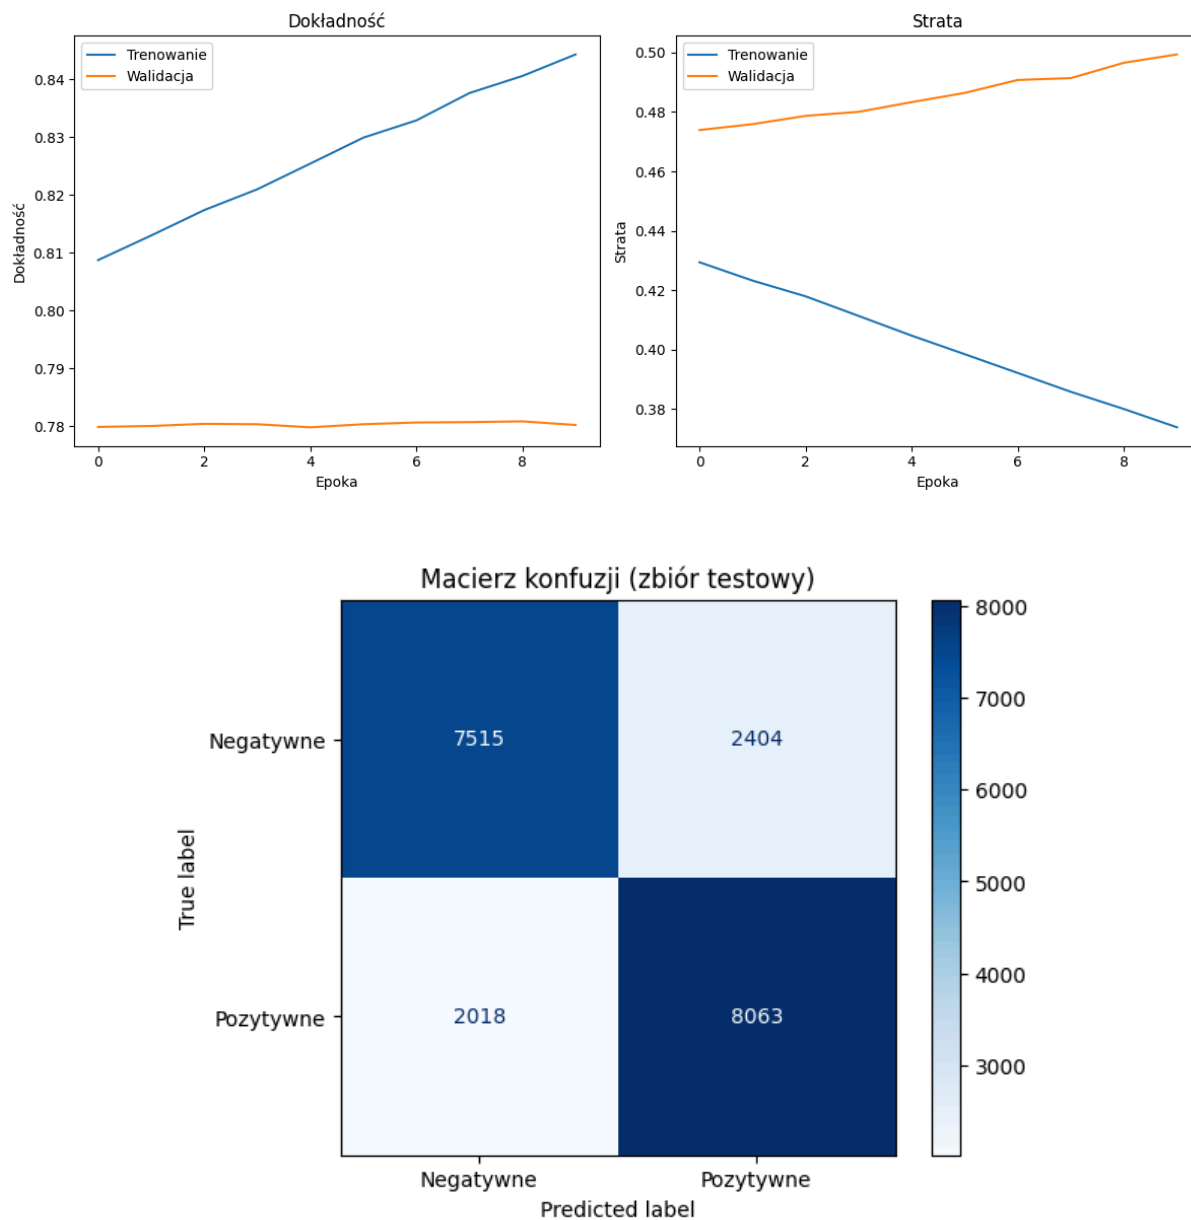 Dokładność
Trenowanie
Walidacja
0.84
0.83
0.82
0.81
0.80
0.79
0.78
Dokładność
0 2 4 6 8
Epoka
Strata
Trenowanie
Walidacja
0.50
0.48
0.46
0.44
0.42
0.40
0.38
Strata
0 2 4 6 8
Epoka
Macierz konfuzji (zbiór testowy)
True label
Negatywne 7515 2404
Pozytywne 2018 8063
Negatywne Pozytywne
Predicted label
8000
7000
6000
5000
4000
3000